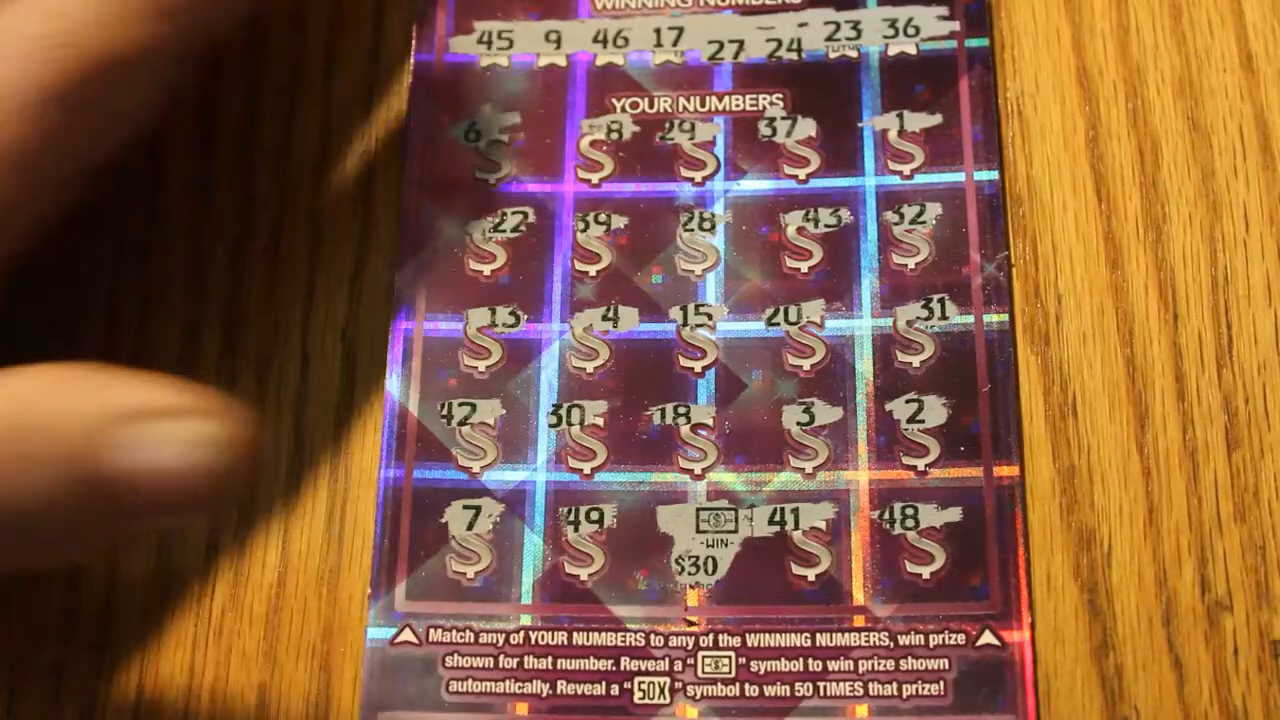 WINNING NUMBERS
45 9 46 17 27 24 23 36
YOUR NUMBERS
6 8 29 37 1
$ $ $ $ $
22 39 28 43 32
$ $ $ $ $
13 4 15 20 31
$ $ $ $ $
42 30 18 3 2
$ $ $ $ $
7 49 $ 41 48
-WIN-
$ $ $30 $ $
Match any of YOUR NUMBERS to any of the WINNING NUMBERS, win prize
shown for that number. Reveal a "$" symbol to win prize shown
automatically. Reveal a "50X" symbol to win 50 TIMES that prize!